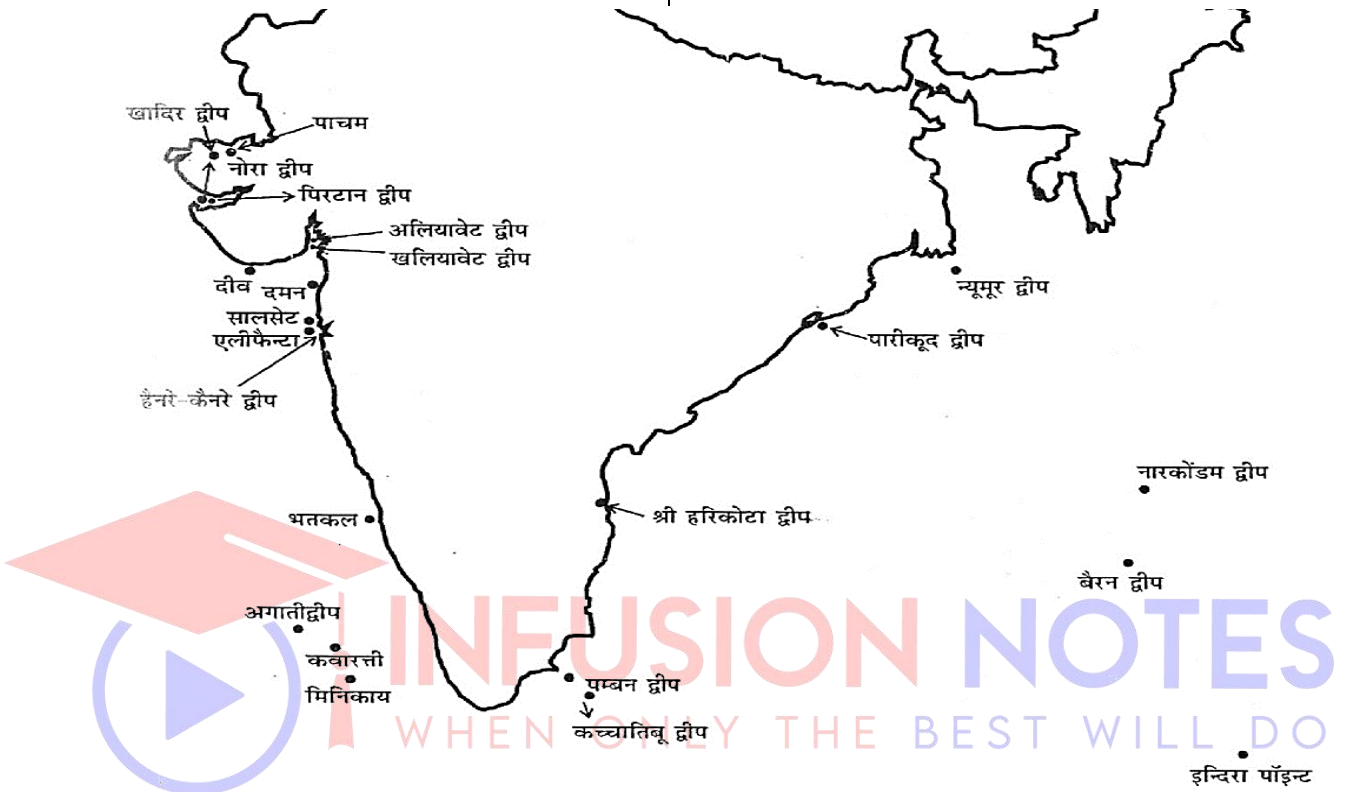 खादिर द्वीप
पाचम
नोरा द्वीप
पिरटान द्वीप
अलियावेट द्वीप
खलियावेट द्वीप
दीव
दमन
न्यूमूर द्वीप
सालसेट
एलीफैन्टा
पारीकूद द्वीप
हैनरे-कैनरे द्वीप
नारकोंडम द्वीप
भतकल
श्री हरिकोटा द्वीप
बैरन द्वीप
अगातीद्वीप
INFUSION NOTES
कवारत्ती
मिनिकाय
पम्बन द्वीप
WHEN ONLY THE BEST WILL DO
कच्चातिबू द्वीप
इन्दिरा पॉइन्ट